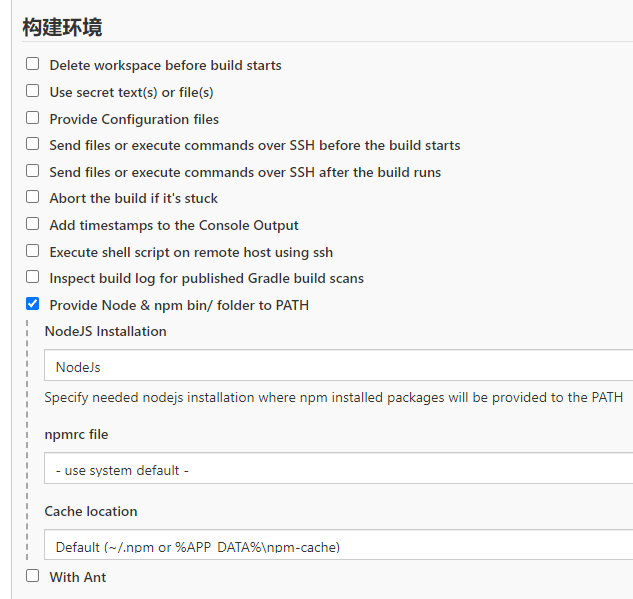 构建环境
Delete workspace before build starts
Use secret text(s) or file(s)
Provide Configuration files
Send files or execute commands over SSH before the build starts
Send files or execute commands over SSH after the build runs
Abort the build if it's stuck
Add timestamps to the Console Output
Execute shell script on remote host using ssh
Inspect build log for published Gradle build scans
Provide Node & npm bin/ folder to PATH
NodeJS Installation
NodeJs
Specify needed nodejs installation where npm installed packages will be provided to the PATH
npmrc file
- use system default -
Cache location
Default (~/.npm or %APP_DATA%\npm-cache)
With Ant